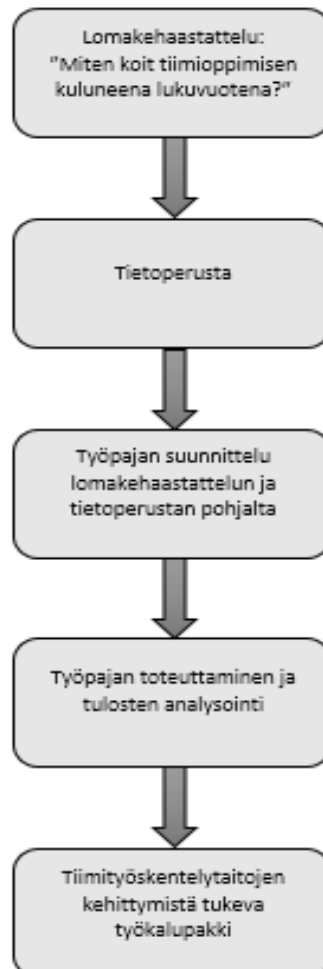 Lomakehaastattelu:
”Miten koit tiimioppimisen
kuluneena lukuvuotena?”
Tietoperusta
Työpajan suunnittelu
lomakehaastattelun ja
tietoperustan pohjalta
Työpajan toteuttaminen ja
tulosten analysointi
Tiimityöskentelytaitojen
kehittymistä tukeva
työkalupakki